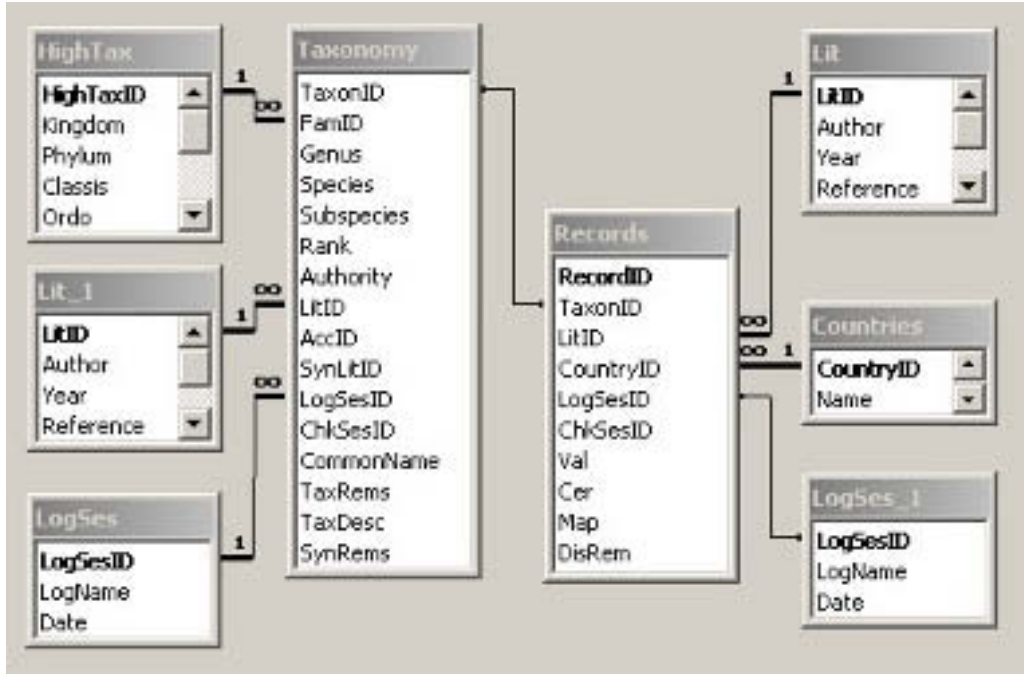 HighTax
HighTaxID
Kingdom
Phylum
Classis
Ordo
1
∞
Lit_1
LitID
Author
Year
Reference
1
∞
LogSes
LogSesID
LogName
Date
1
∞
Taxonomy
TaxonID
FamID
Genus
Species
Subspecies
Rank
Authority
LitID
AccID
SynLitID
LogSesID
ChkSesID
CommonName
TaxRems
TaxDesc
SynRems
Records
RecordID
TaxonID
LitID
CountryID
LogSesID
ChkSesID
Val
Cer
Map
DisRem
Lit
LitID
Author
Year
Reference
1
∞
Countries
CountryID
Name
∞ 1
LogSes_1
LogSesID
LogName
Date